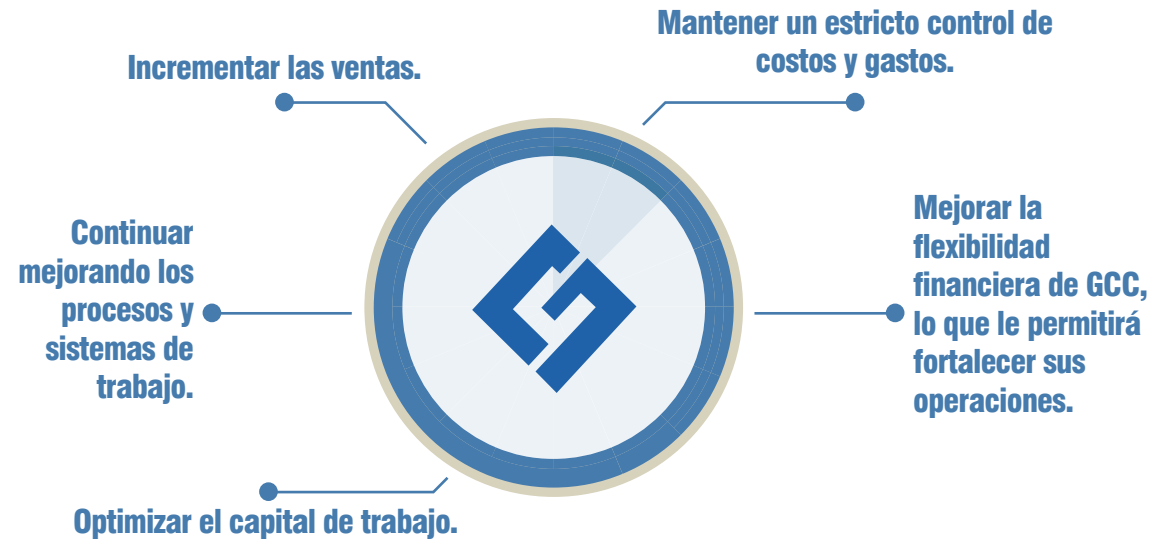 Incrementar las ventas.
Mantener un estricto control de
costos y gastos.
Continuar
mejorando los
procesos y
sistemas de
trabajo.
Mejorar la
flexibilidad
financiera de GCC,
lo que le permitirá
fortalecer sus
operaciones.
Optimizar el capital de trabajo.